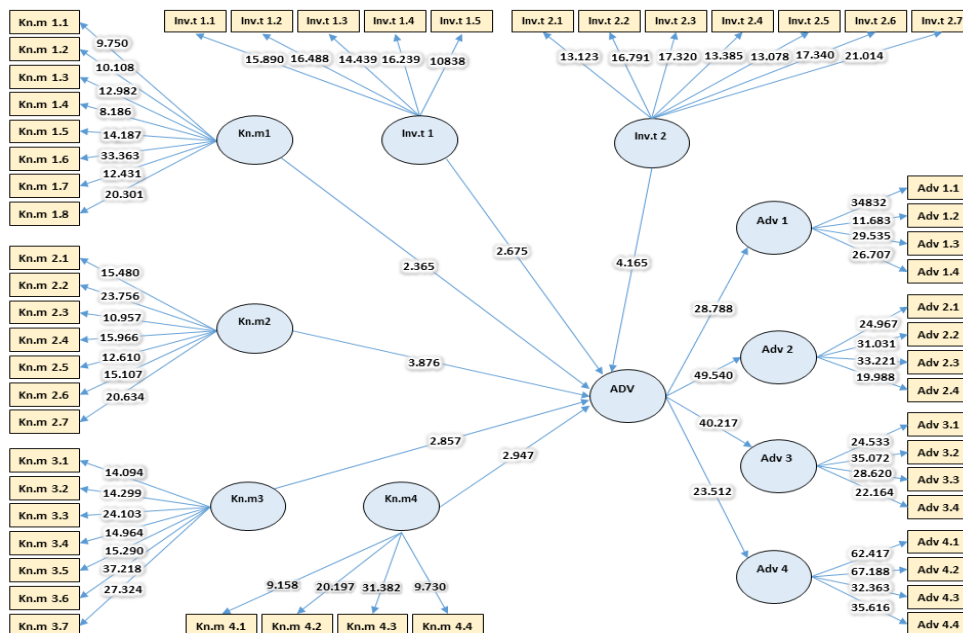 Kn.m 1.1
Kn.m 1.2
Kn.m 1.3
Kn.m 1.4
Kn.m 1.5
Kn.m 1.6
Kn.m 1.7
Kn.m 1.8
9.750
10.108
12.982
8.186
14.187
33.363
12.431
20.301
Kn.m1
Inv.t 1.1
Inv.t 1.2
Inv.t 1.3
Inv.t 1.4
Inv.t 1.5
15.890
16.488
14.439
16.239
10838
Inv.t 1
Inv.t 2.1
Inv.t 2.2
Inv.t 2.3
Inv.t 2.4
Inv.t 2.5
Inv.t 2.6
Inv.t 2.7
13.123
16.791
17.320
13.385
13.078
17.340
21.014
Inv.t 2
Kn.m 2.1
Kn.m 2.2
Kn.m 2.3
Kn.m 2.4
Kn.m 2.5
Kn.m 2.6
Kn.m 2.7
15.480
23.756
10.957
15.966
12.610
15.107
20.634
Kn.m2
Kn.m 3.1
Kn.m 3.2
Kn.m 3.3
Kn.m 3.4
Kn.m 3.5
Kn.m 3.6
Kn.m 3.7
14.094
14.299
24.103
14.964
15.290
37.218
27.324
Kn.m3
Kn.m4
9.158
20.197
31.382
9.730
Kn.m 4.1
Kn.m 4.2
Kn.m 4.3
Kn.m 4.4
2.365
2.675
4.165
3.876
2.857
2.947
ADV
28.788
49.540
40.217
23.512
Adv 1
34832
11.683
29.535
26.707
Adv 1.1
Adv 1.2
Adv 1.3
Adv 1.4
Adv 2
24.967
31.031
33.221
19.988
Adv 2.1
Adv 2.2
Adv 2.3
Adv 2.4
Adv 3
24.533
35.072
28.620
22.164
Adv 3.1
Adv 3.2
Adv 3.3
Adv 3.4
Adv 4
62.417
67.188
32.363
35.616
Adv 4.1
Adv 4.2
Adv 4.3
Adv 4.4